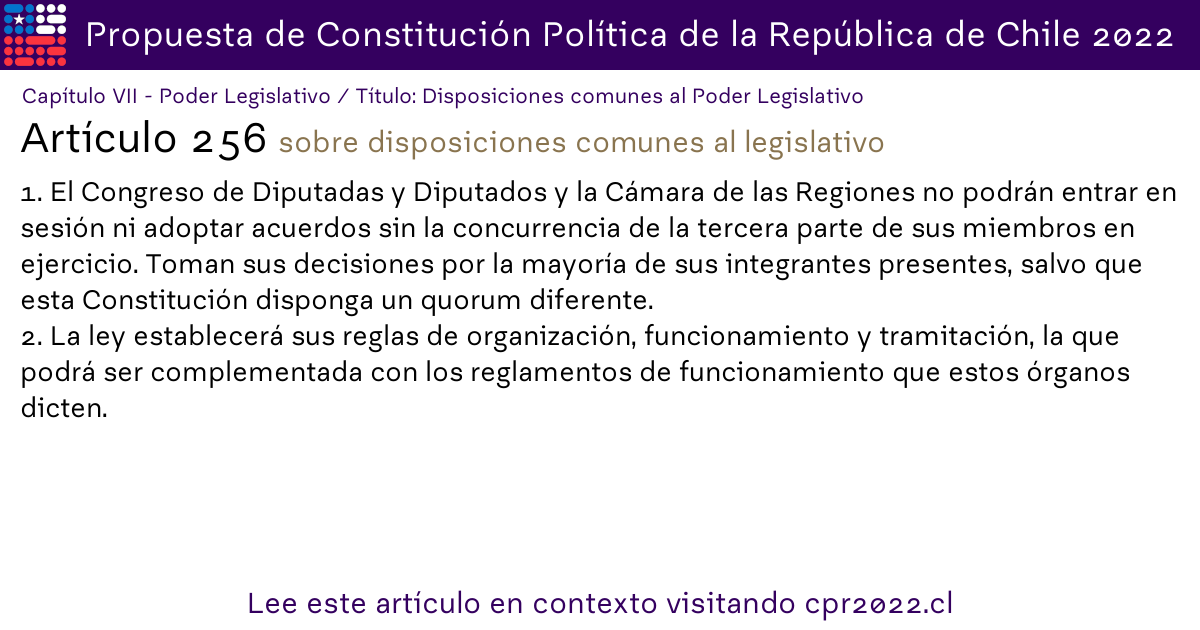 Propuesta de Constitución Política de la República de Chile 2022
Capítulo VII - Poder Legislativo / Título: Disposiciones comunes al Poder Legislativo
Artículo 256 sobre disposiciones comunes al legislativo
1. El Congreso de Diputadas y Diputados y la Cámara de las Regiones no podrán entrar en
sesión ni adoptar acuerdos sin la concurrencia de la tercera parte de sus miembros en
ejercicio. Toman sus decisiones por la mayoría de sus integrantes presentes, salvo que
esta Constitución disponga un quorum diferente.
2. La ley establecerá sus reglas de organización, funcionamiento y tramitación, la que
podrá ser complementada con los reglamentos de funcionamiento que estos órganos
dicten.
Lee este artículo en contexto visitando cpr2022.cl